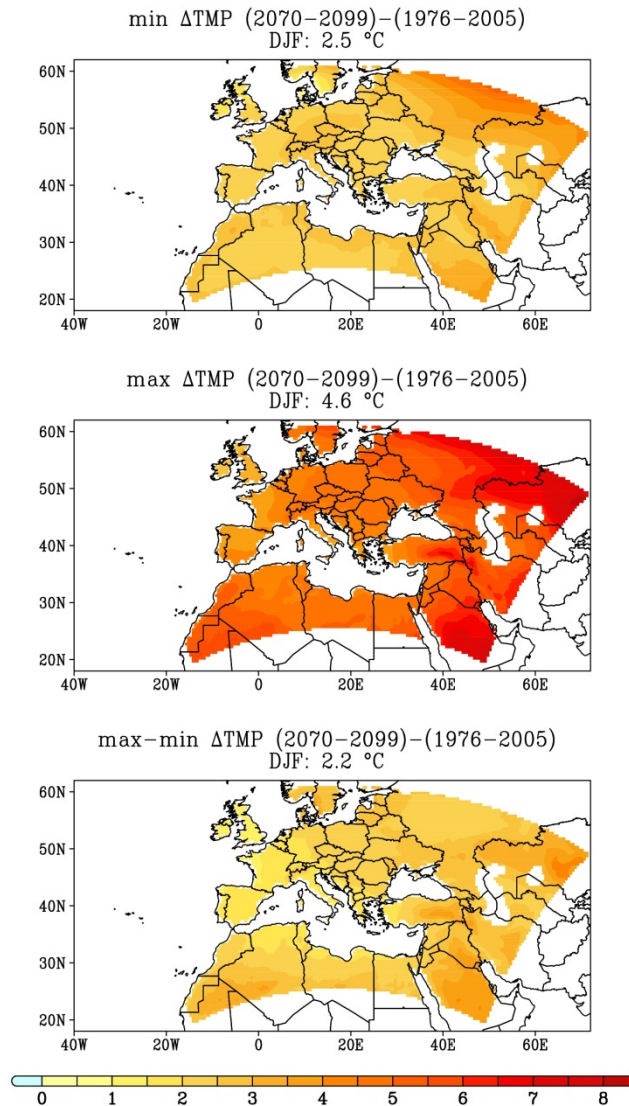 min ΔTMP (2070−2099)−(1976−2005)
DJF: 2.5 °C
60N
50N
40N
30N
20N
40W 20W 0 20E 40E 60E
max ΔTMP (2070−2099)−(1976−2005)
DJF: 4.6 °C
60N
50N
40N
30N
20N
40W 20W 0 20E 40E 60E
max−min ΔTMP (2070−2099)−(1976−2005)
DJF: 2.2 °C
60N
50N
40N
30N
20N
40W 20W 0 20E 40E 60E
0 1 2 3 4 5 6 7 8